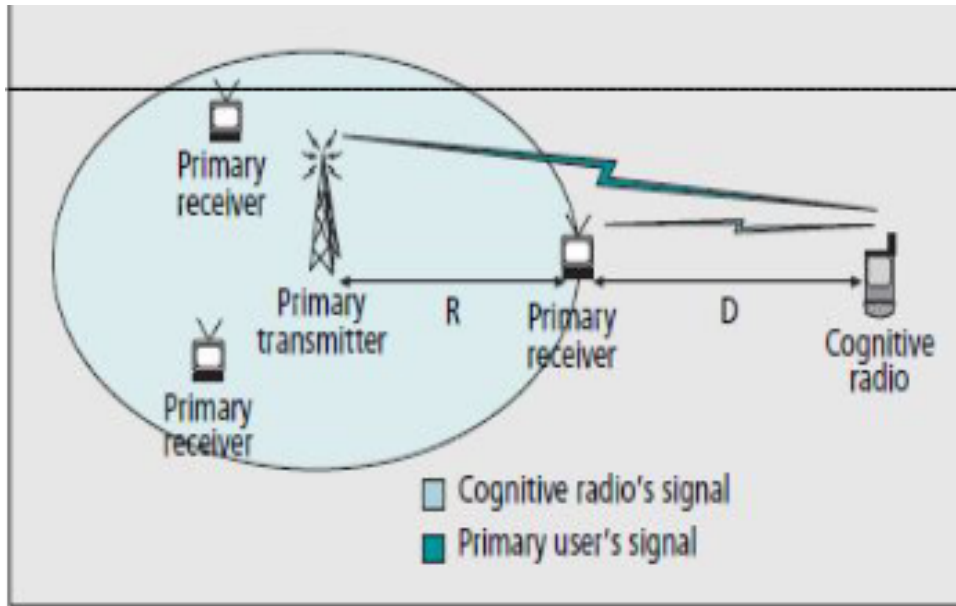 Primary
receiver
Primary
transmitter
R
Primary
receiver
D
Cognitive
radio
Primary
receiver
Cognitive radio's signal
Primary user's signal